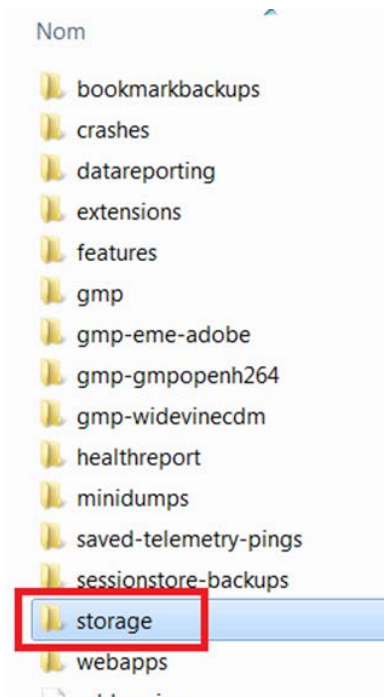 Nom
bookmarkbackups
crashes
datareporting
extensions
features
gmp
gmp-eme-adobe
gmp-gmpopenh264
gmp-widevinecdm
healthreport
minidumps
saved-telemetry-pings
sessionstore-backups
storage
webapps